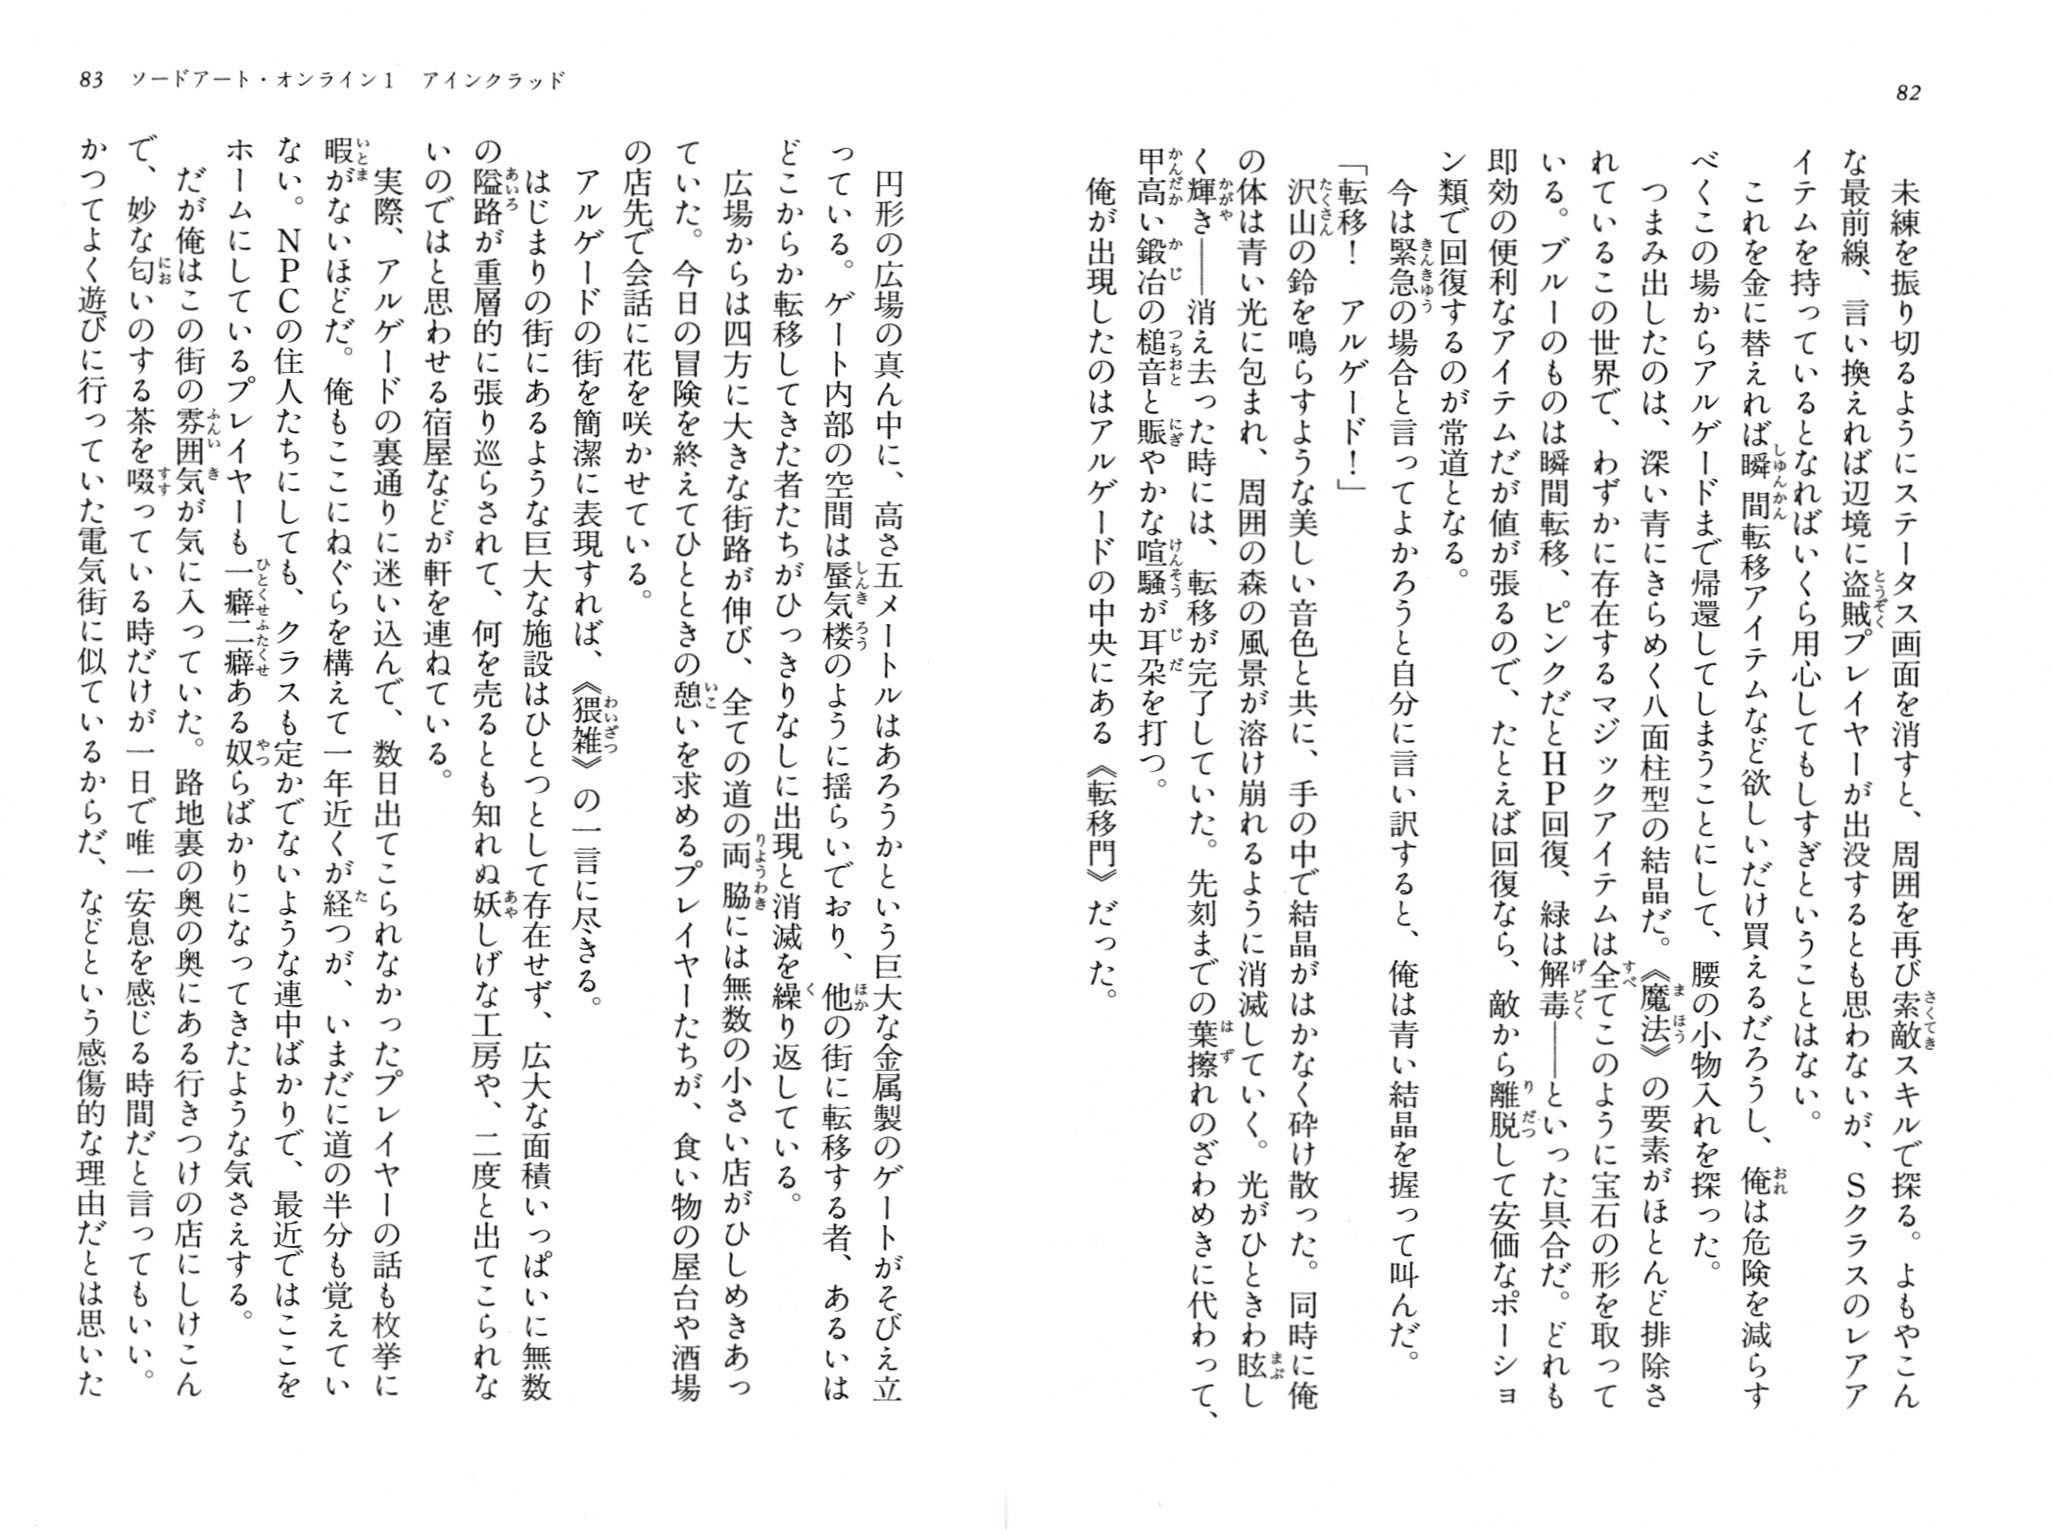 82
未練を振り切るようにステータス画面を消すと、周囲を再び索敵スキルで探る。よもやこん
な最前線、言い換えれば辺境に盗賊プレイヤーが出没するとも思わないが、Sクラスのレアア
イテムを持っているとなればいくら用心してもしすぎということはない。
これを金に替えれば瞬間転移アイテムなど欲しいだけ買えるだろうし、俺は危険を減らす
べくこの場からアルゲードまで帰還してしまうことにして、腰の小物入れを探った。
つまみ出したのは、深い青にきらめく八面柱型の結晶だ。《魔法》の要素がほとんど排除さ
れているこの世界で、わずかに存在するマジックアイテムは全てこのように宝石の形を取って
いる。ブルーのものは瞬間転移、ピンクだとHP回復、緑は解毒——といった具合だ。どれも
即効の便利なアイテムだが値が張るので、たとえば回復なら、敵から離脱して安価なポーショ
ン類で回復するのが常道となる。
今は緊急の場合と言ってよかろうと自分に言い訳すると、俺は青い結晶を握って叫んだ。
「転移！　アルゲード！」
沢山の鈴を鳴らすような美しい音色と共に、手の中で結晶がはかなく砕け散った。同時に俺
の体は青い光に包まれ、周囲の森の風景が溶け崩れるように消滅していく。光がひときわ眩し
く輝き——消え去った時には、転移が完了していた。先刻までの葉擦れのざわめきに代わって、
甲高い鍛冶の槌音と賑やかな喧騒が耳朶を打つ。
俺が出現したのはアルゲードの中央にある《転移門》だった。
83　ソードアート・オンライン1　アインクラッド
円形の広場の真ん中に、高さ五メートルはあろうかという巨大な金属製のゲートがそびえ立
っている。ゲート内部の空間は蜃気楼のように揺らいでおり、他の街に転移する者、あるいは
どこからか転移してきた者たちがひっきりなしに出現と消滅を繰り返している。
広場からは四方に大きな街路が伸び、全ての道の両脇には無数の小さい店がひしめきあっ
ていた。今日の冒険を終えてひとときの憩いを求めるプレイヤーたちが、食い物の屋台や酒場
の店先で会話に花を咲かせている。
アルゲードの街を簡潔に表現すれば、《猥雑》の一言に尽きる。
はじまりの街にあるような巨大な施設はひとつとして存在せず、広大な面積いっぱいに無数
の隘路が重層的に張り巡らされて、何を売るとも知れぬ妖しげな工房や、二度と出てこられな
いのではと思わせる宿屋などが軒を連ねている。
実際、アルゲードの裏通りに迷い込んで、数日出てこられなかったプレイヤーの話も枚挙に
暇がないほどだ。俺もここにねぐらを構えて一年近くが経つが、いまだに道の半分も覚えてい
ない。NPCの住人たちにしても、クラスも定かでないような連中ばかりで、最近ではここを
ホームにしているプレイヤーも一癖二癖ある奴らばかりになってきたような気さえする。
だが俺はこの街の雰囲気が気に入っていた。路地裏の奥の奥にある行きつけの店にしけこん
で、妙な匂いのする茶を啜っている時だけが一日で唯一安息を感じる時間だと言ってもいい。
かつてよく遊びに行っていた電気街に似ているからだ、などという感傷的な理由だとは思いた